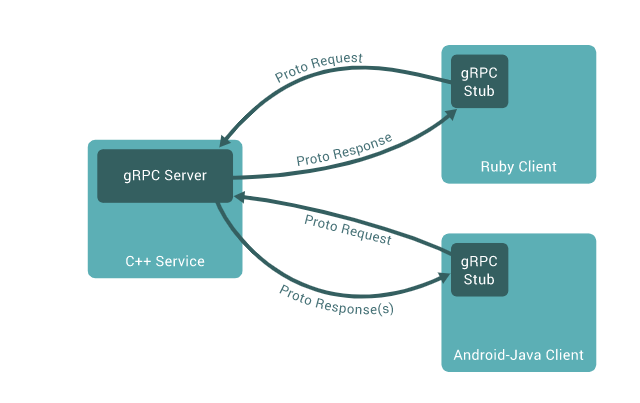 Proto Request
gRPC
Stub
Proto Response
Ruby Client
gRPC Server
C++ Service
Proto Request
gRPC
Stub
Proto Response(s)
Android-Java Client